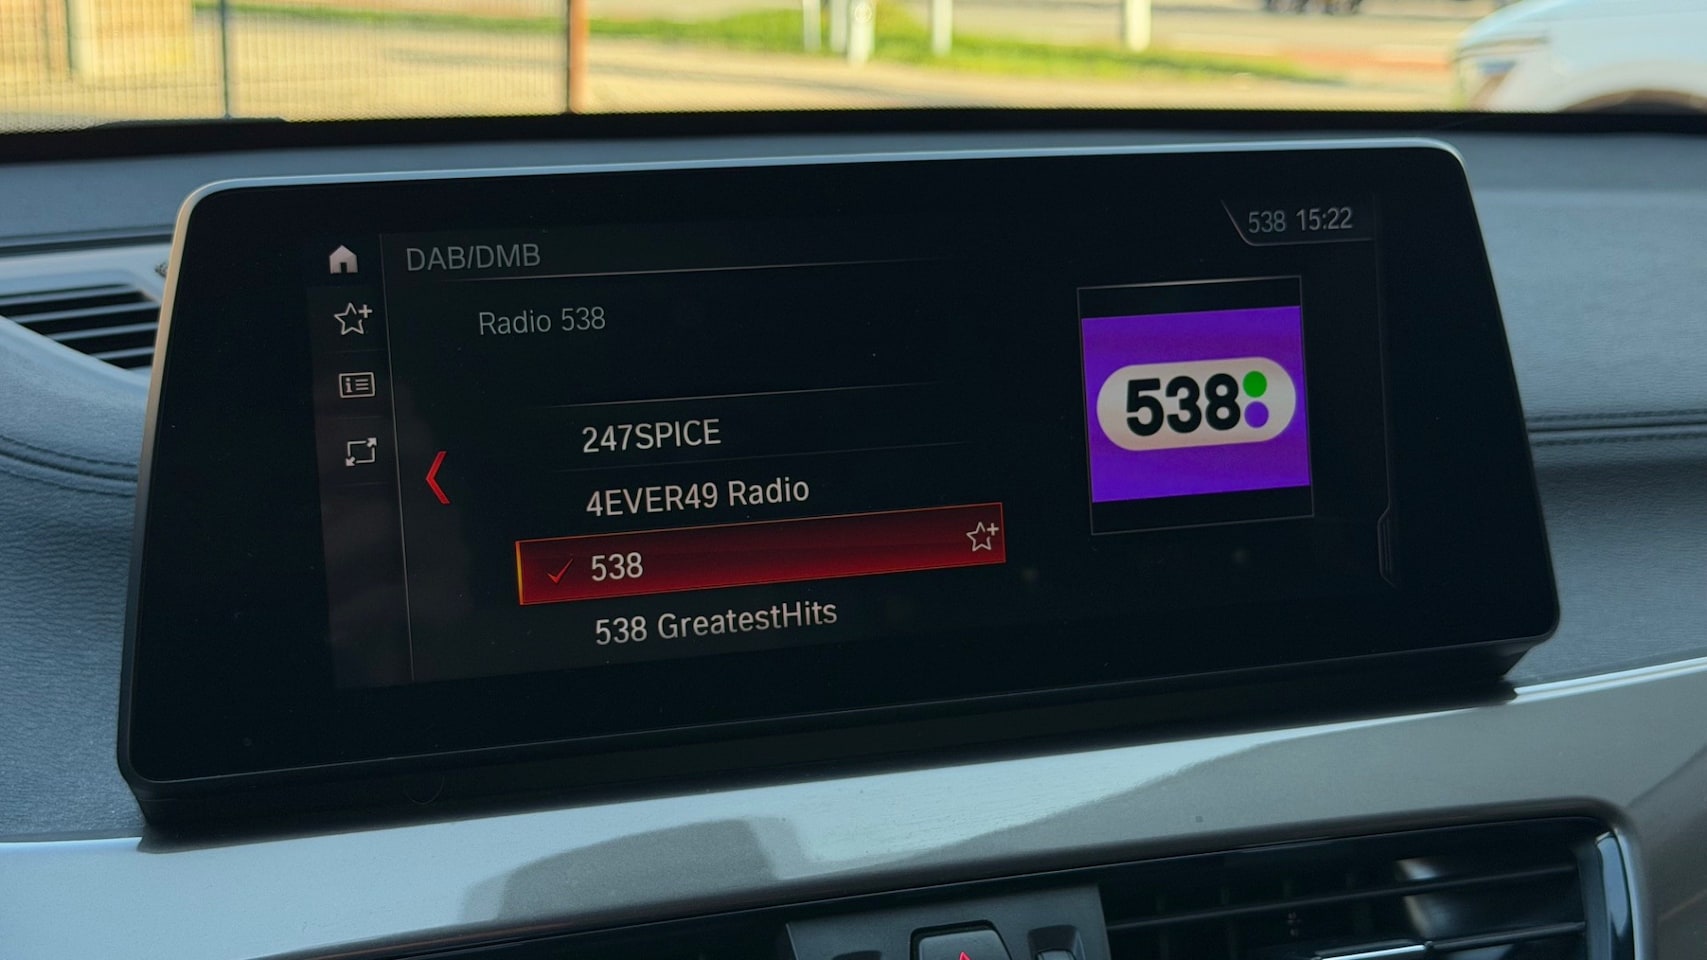 538 15:22
DAB/DMB
Radio 538
247SPICE
4EVER49 Radio
538
538 GreatestHits
538